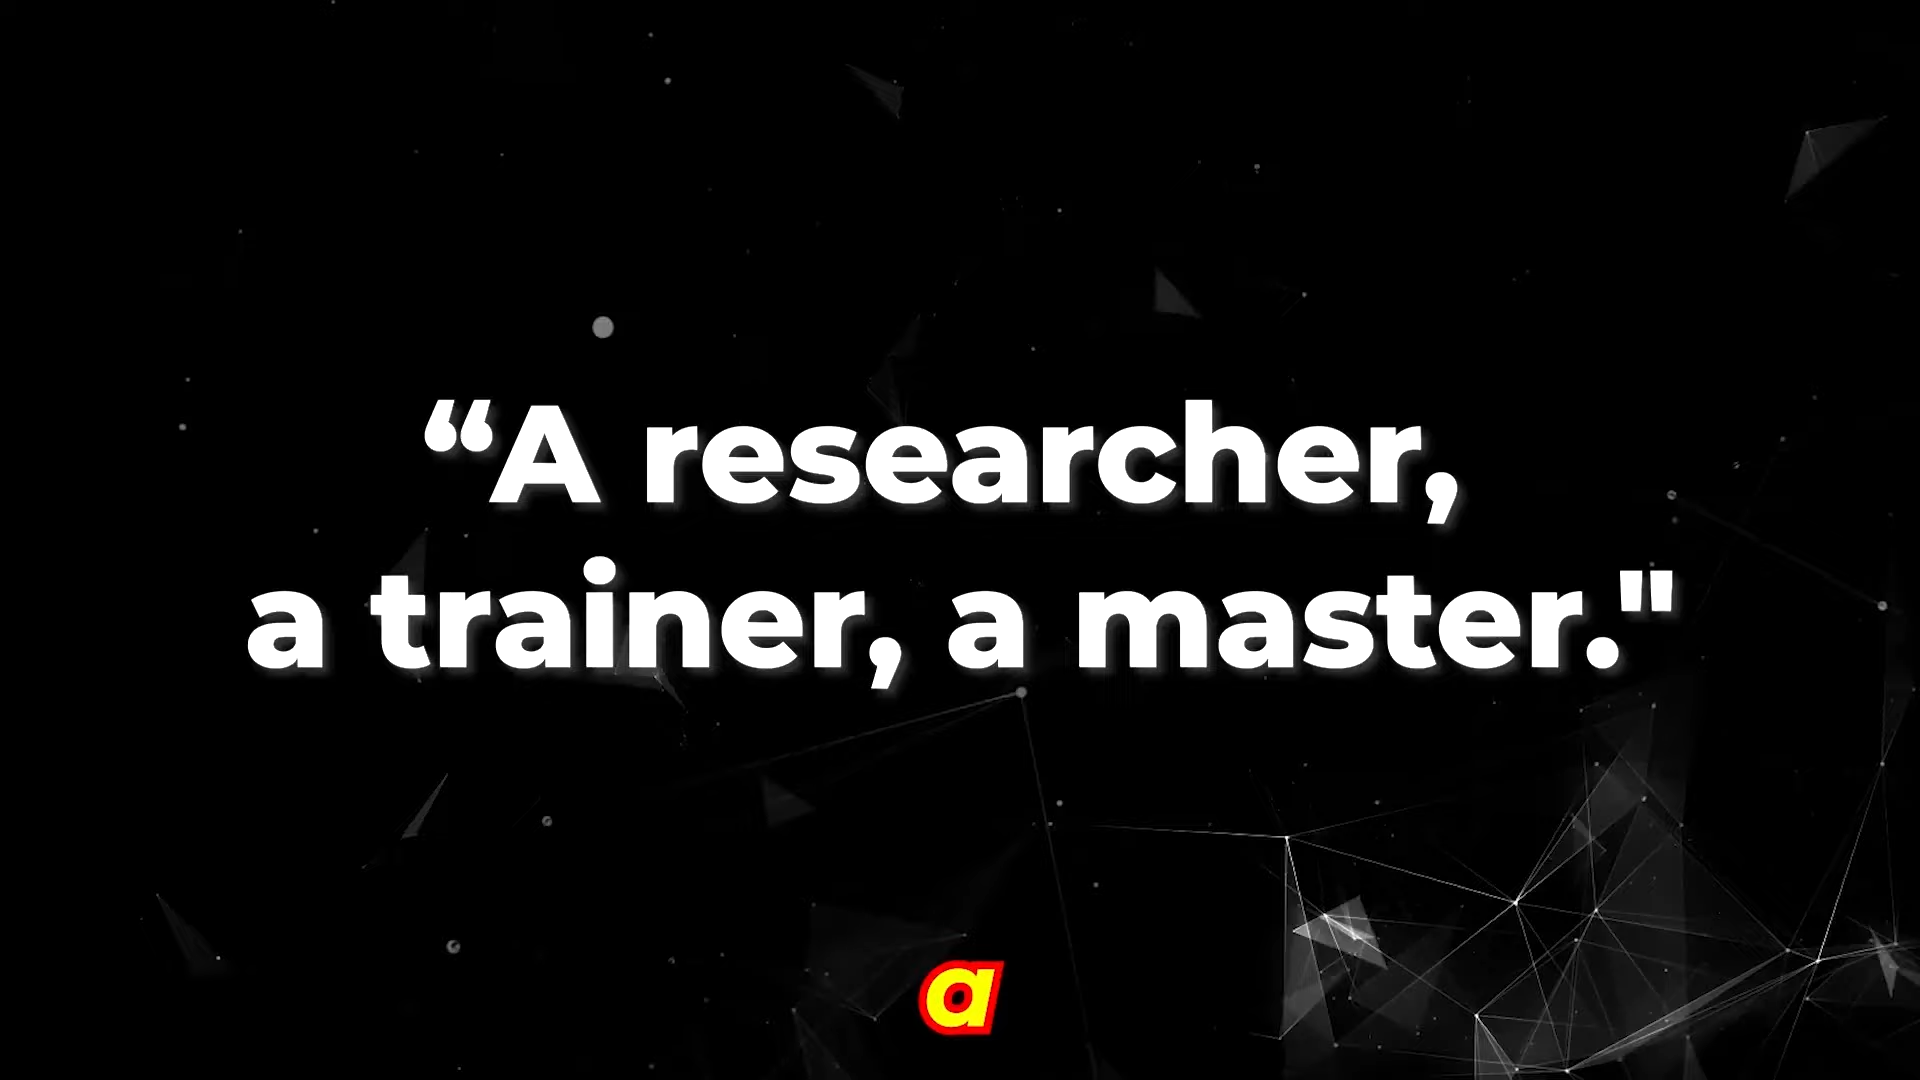 “A researcher,
a trainer, a master."
a